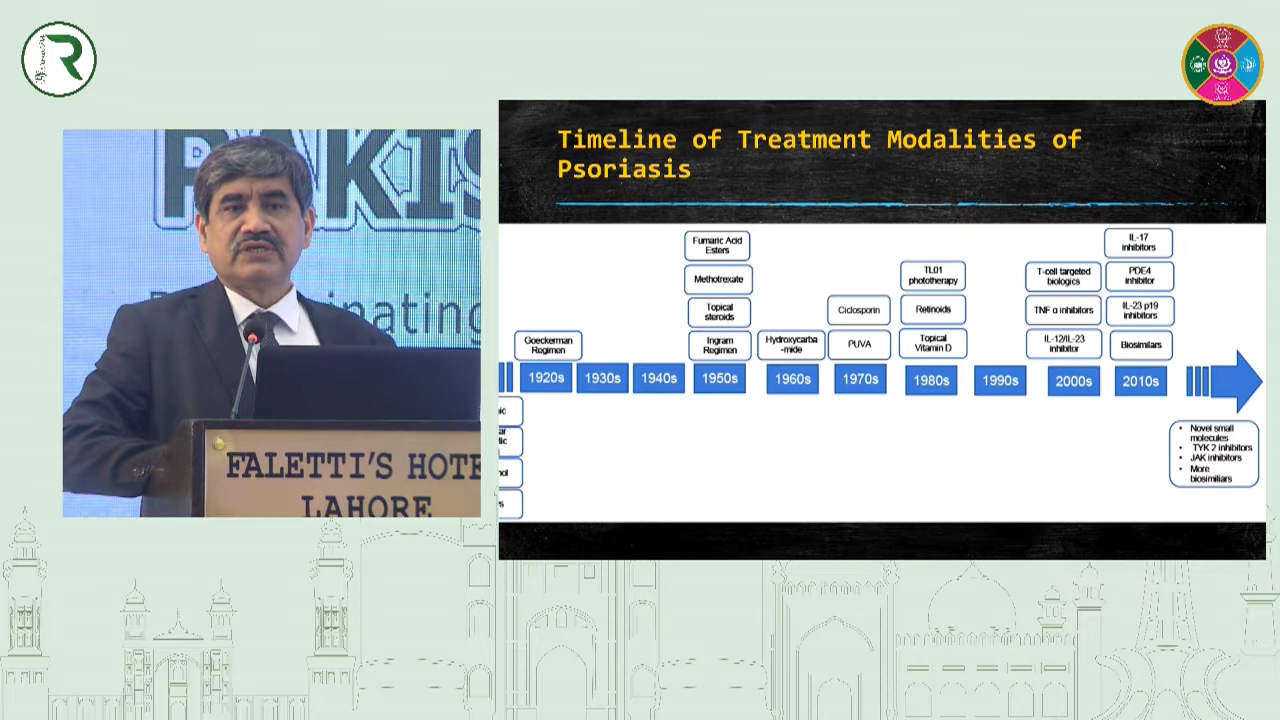 R
PAKIS
inating
FALETTI'S HOTE
LAHORE
Timeline of Treatment Modalities of
Psoriasis
Goeckerman
Regimen
Fumaric Acid
Esters
Methotrexate
Topical
steroids
Ingram
Regimen
Hydroxycarba
-mide
Ciclosporin
PUVA
TL01
phototherapy
Retinoids
Topical
Vitamin D
T-cell targeted
biologics
TNF α inhibitors
IL-12/IL-23
inhibitor
IL-17
inhibitors
PDE4
inhibitor
IL-23 p19
inhibitors
Biosimilars
1920s
1930s
1940s
1950s
1960s
1970s
1980s
1990s
2000s
2010s
• Novel small
molecules
• TYK 2 inhibitors
• JAK inhibitors
• More
biosimiliars